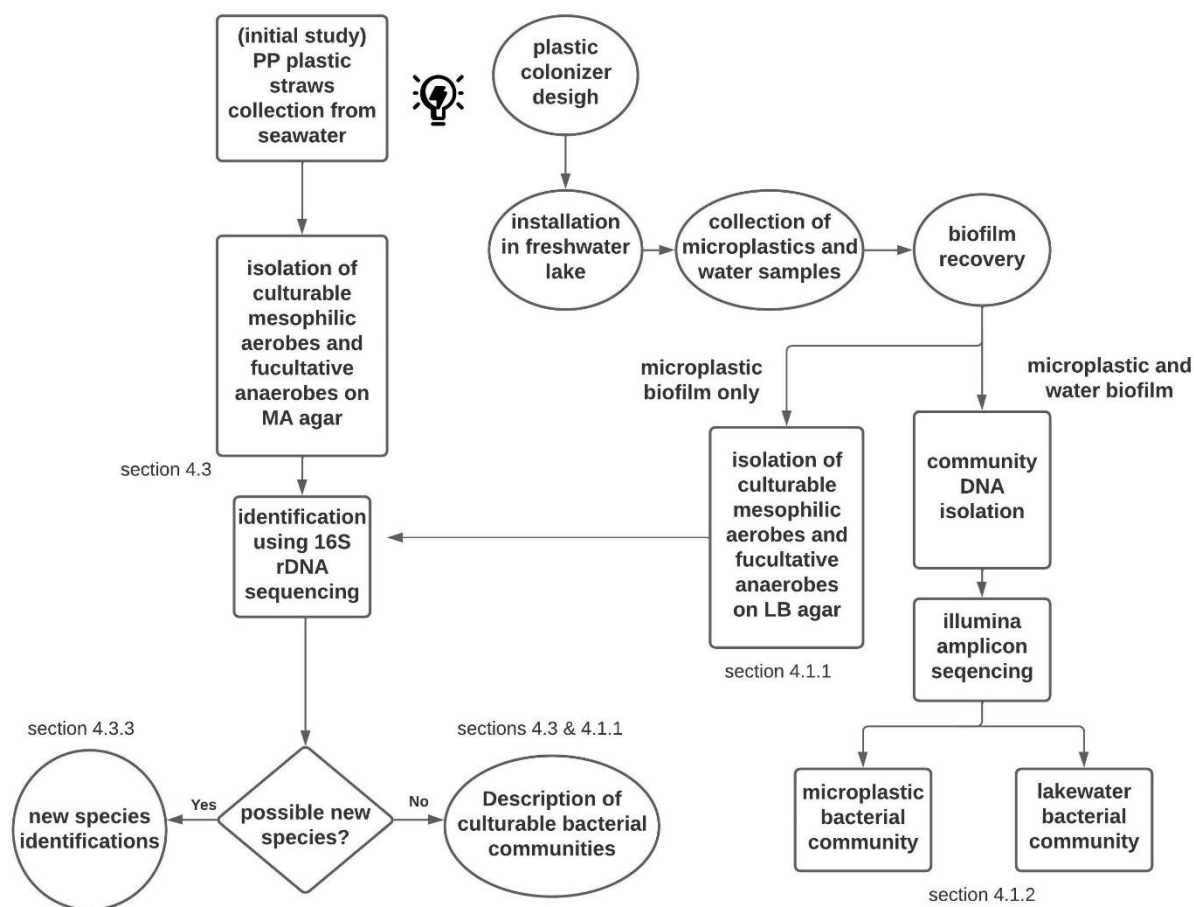 (initial study)
PP plastic
straws
collection from
seawater
plastic
colonizer
desigh
installation
in freshwater
lake
collection of
microplastics and
water samples
biofilm
recovery
isolation of
culturable
mesophilic
aerobes and
fucultative
anaerobes on
MA agar
section 4.3
microplastic
biofilm only
microplastic and
water biofilm
isolation of
culturable
mesophilic
aerobes and
fucultative
anaerobes
on LB agar
section 4.1.1
community
DNA
isolation
identification
using 16S
rDNA
sequencing
illumina
amplicon
seqencing
section 4.3.3
new species
identifications
Yes
possible new
species?
No
sections 4.3 & 4.1.1
Description of
culturable bacterial
communities
microplastic
bacterial
community
lakewater
bacterial
community
section 4.1.2